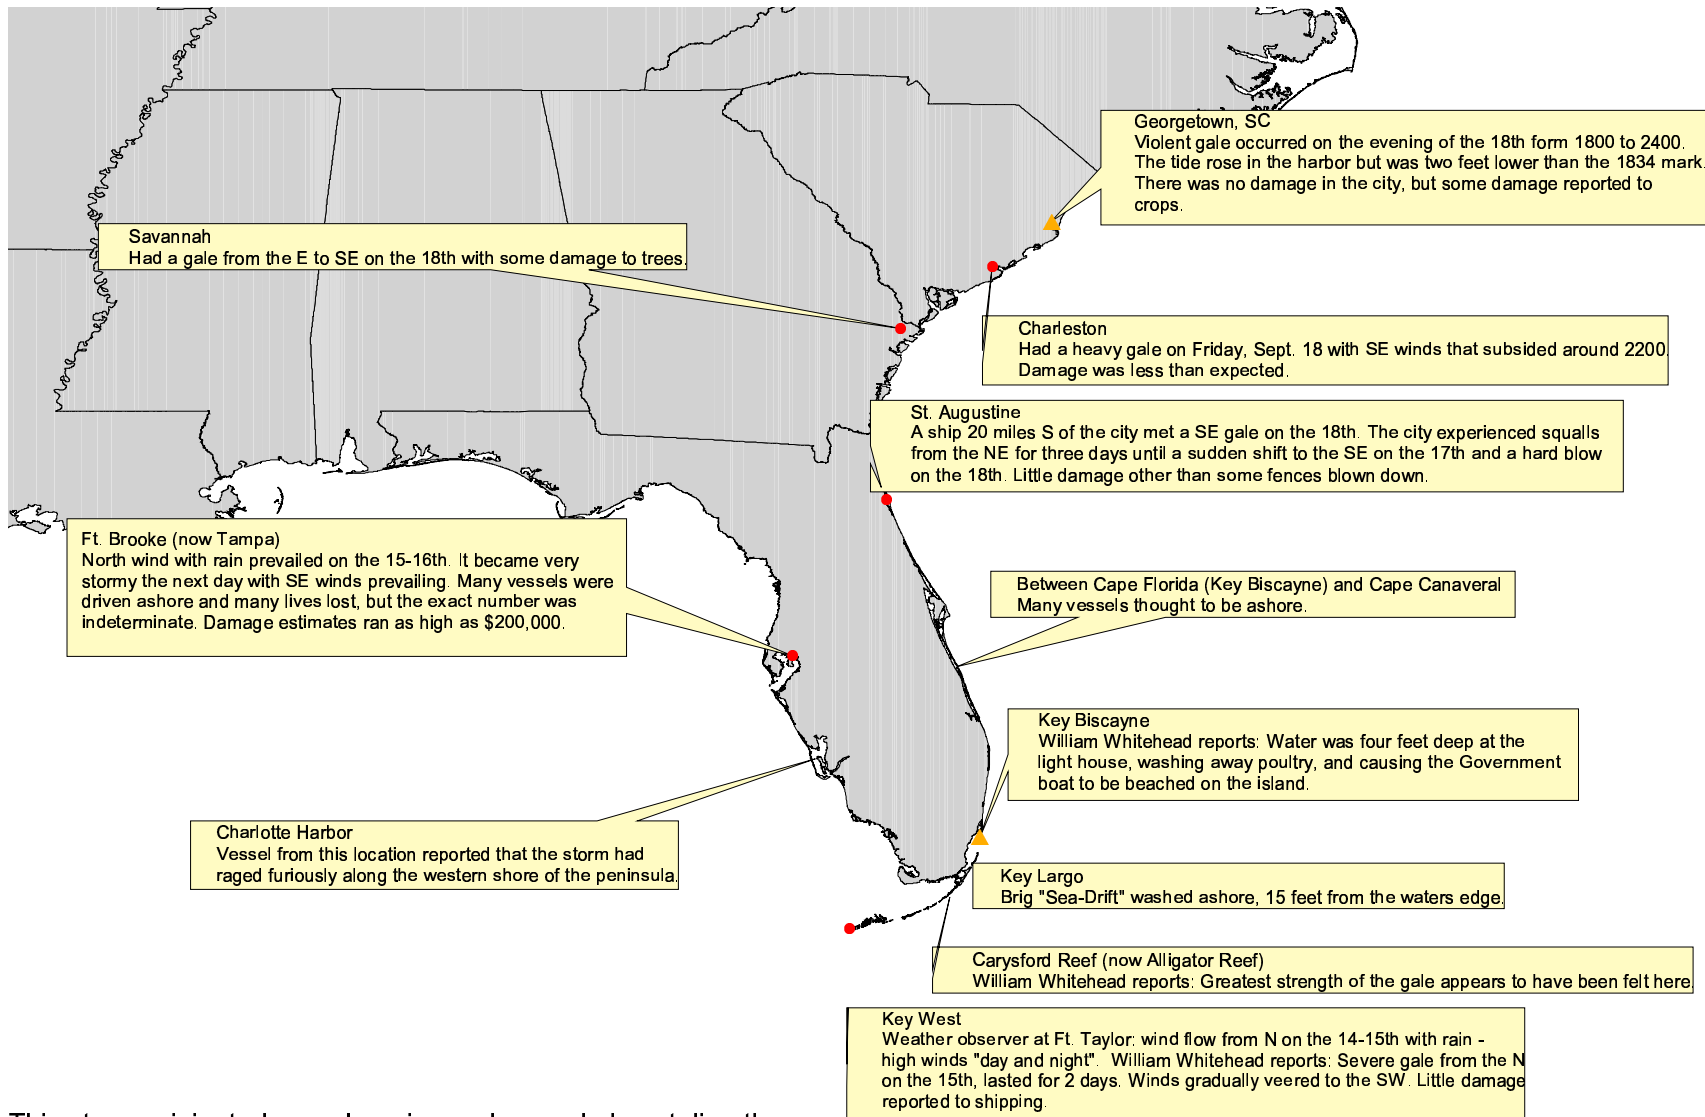 Georgetown, SC
Violent gale occurred on the evening of the 18th form 1800 to 2400.
The tide rose in the harbor but was two feet lower than the 1834 mark.
There was no damage in the city, but some damage reported to
crops.
Savannah
Had a gale from the E to SE on the 18th with some damage to trees.
Charleston
Had a heavy gale on Friday, Sept. 18 with SE winds that subsided around 2200.
Damage was less than expected.
St. Augustine
A ship 20 miles S of the city met a SE gale on the 18th. The city experienced squalls
from the NE for three days until a sudden shift to the SE on the 17th and a hard blow
on the 18th. Little damage other than some fences blown down.
Ft. Brooke (now Tampa)
North wind with rain prevailed on the 15-16th. It became very
stormy the next day with SE winds prevailing. Many vessels were
driven ashore and many lives lost, but the exact number was
indeterminate. Damage estimates ran as high as $200,000.
Between Cape Florida (Key Biscayne) and Cape Canaveral
Many vessels thought to be ashore.
Key Biscayne
William Whitehead reports: Water was four feet deep at the
light house, washing away poultry, and causing the Government
boat to be beached on the island.
Charlotte Harbor
Vessel from this location reported that the storm had
raged furiously along the western shore of the peninsula.
Key Largo
Brig "Sea-Drift" washed ashore, 15 feet from the waters edge.
Carysford Reef (now Alligator Reef)
William Whitehead reports: Greatest strength of the gale appears to have been felt here.
Key West
Weather observer at Ft. Taylor: wind flow from N on the 14-15th with rain -
high winds "day and night". William Whitehead reports: Severe gale from the N
on the 15th, lasted for 2 days. Winds gradually veered to the SW. Little damage
reported to shipping.